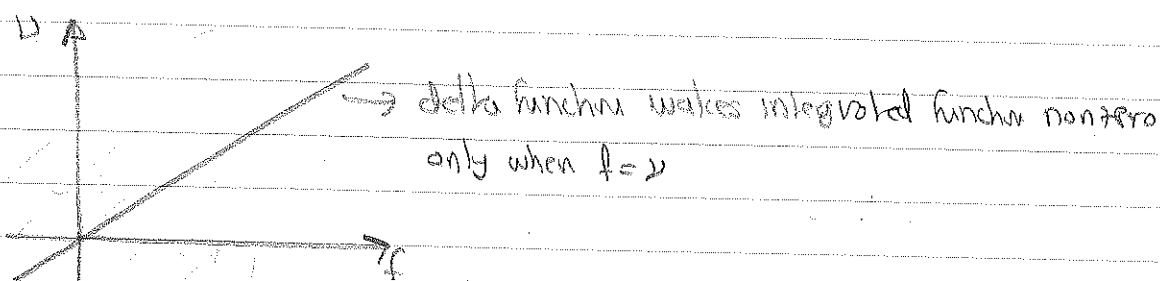 ν
→ delta function makes integrated function nonzero
only when f = ν
f